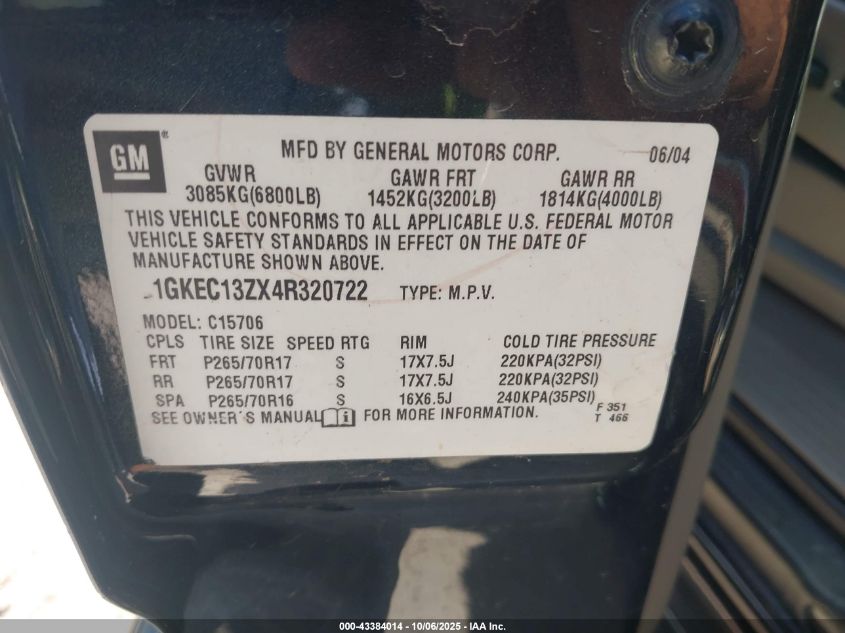 GM ® MFD BY GENERAL MOTORS CORP. 06/04
GVWR GAWR FRT GAWR RR
3085KG(6800LB) 1452KG(3200LB) 1814KG(4000LB)
THIS VEHICLE CONFORMS TO ALL APPLICABLE U.S. FEDERAL MOTOR
VEHICLE SAFETY STANDARDS IN EFFECT ON THE DATE OF
MANUFACTURE SHOWN ABOVE.
1GKEC13ZX4R320722 TYPE: M.P.V.
MODEL: C15706
CPLS TIRE SIZE SPEED RTG RIM COLD TIRE PRESSURE
FRT P265/70R17 S 17X7.5J 220KPA(32PSI)
RR P265/70R17 S 17X7.5J 220KPA(32PSI)
SPA P265/70R16 S 16X6.5J 240KPA(35PSI)
SEE OWNER'S MANUAL FOR MORE INFORMATION.
F 351
T 466
000-43384014 | 10/06/2025 | IAA Inc.